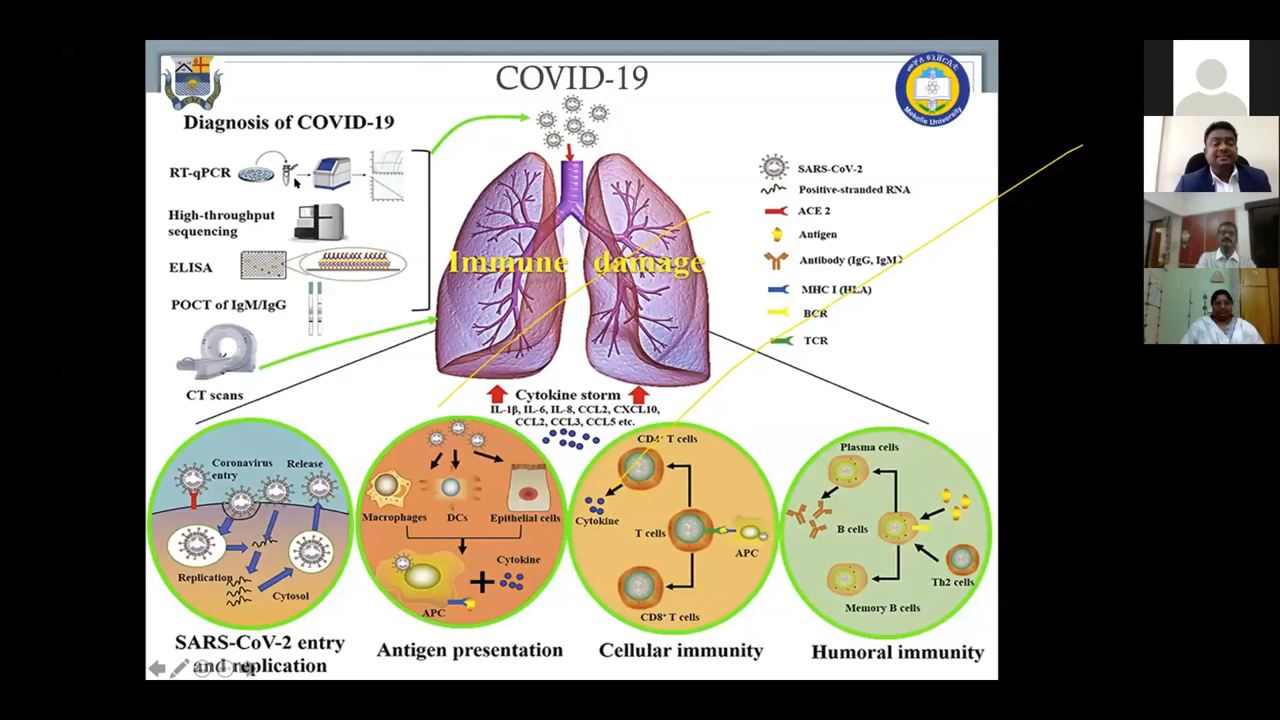 COVID-19
መቐለ ዩኒቨርሲቲ
Mekelle University
Diagnosis of COVID-19
RT-qPCR
High-throughput
sequencing
ELISA
POCT of IgM/IgG
CT scans
SARS-CoV-2
Positive-stranded RNA
ACE 2
Antigen
Antibody (IgG, IgM)
MHC I (HLA)
BCR
TCR
Immune damage
Cytokine storm
IL-1β, IL-6, IL-8, CCL2, CXCL10,
CCL2, CCL3, CCL5 etc.
Coronavirus
entry
Release
Replication
Cytosol
SARS-CoV-2 entry
and replication
Macrophages
DCs
Epithelial cells
Cytokine
APC
Antigen presentation
CD4⁺ T cells
Cytokine
T cells
APC
CD8⁺ T cells
Cellular immunity
Plasma cells
B cells
Th2 cells
Memory B cells
Humoral immunity